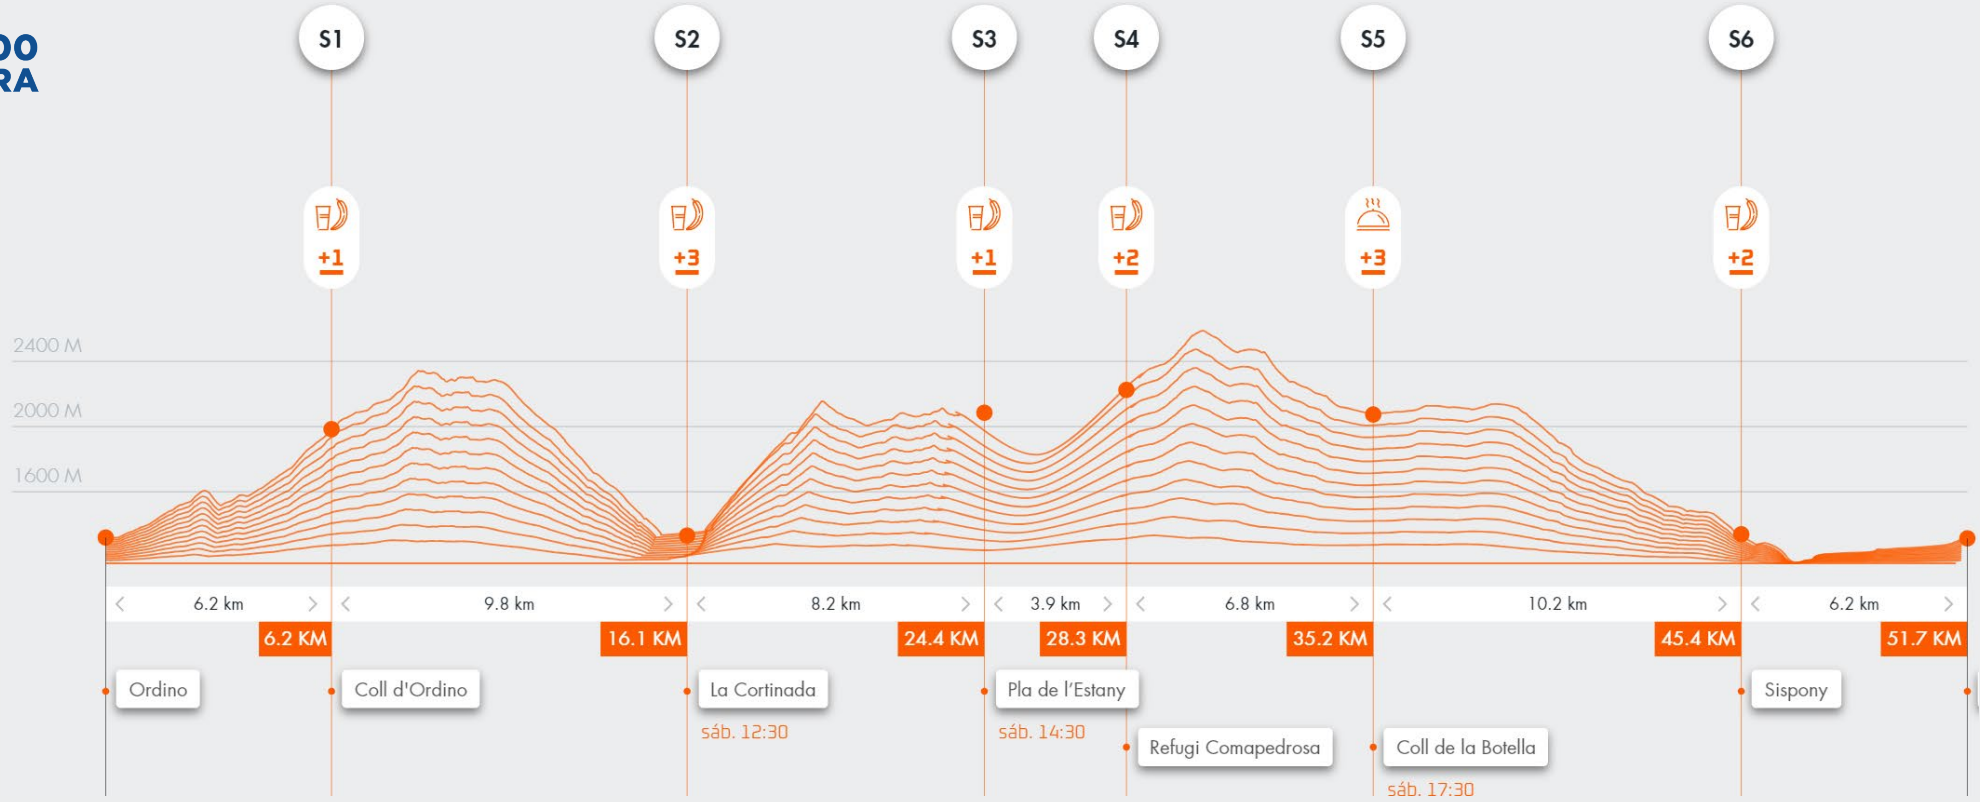 00
RA
S1
S2
S3
S4
S5
S6
+1
+3
+1
+2
+3
+2
2400 M
2000 M
1600 M
6.2 km
9.8 km
8.2 km
3.9 km
6.8 km
10.2 km
6.2 km
6.2 KM
16.1 KM
24.4 KM
28.3 KM
35.2 KM
45.4 KM
51.7 KM
Ordino
Coll d'Ordino
La Cortinada
Pla de l’Estany
Sispony
sáb. 12:30
sáb. 14:30
Refugi Comapedrosa
Coll de la Botella
sáb. 17:30